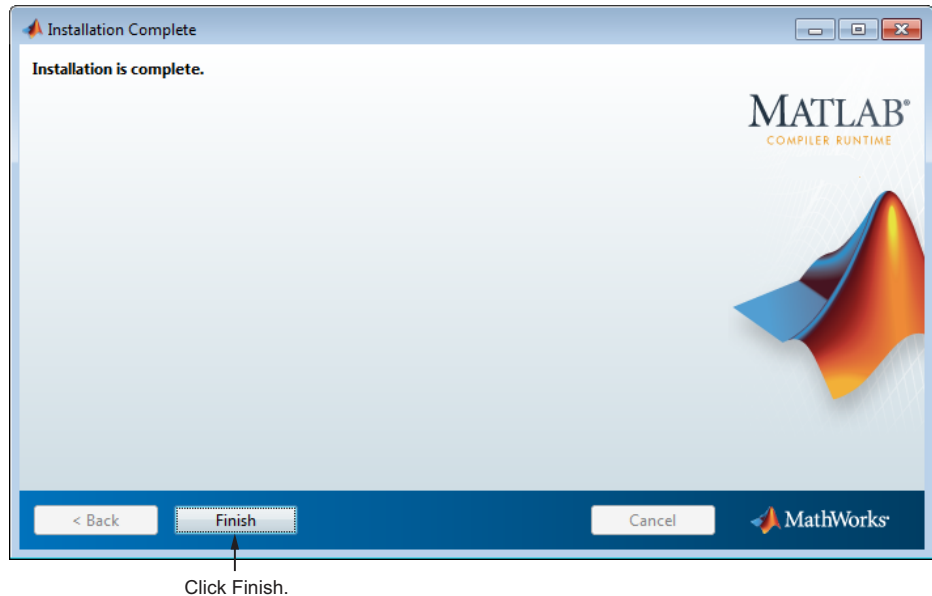 Installation Complete
Installation is complete.
MATLAB®
COMPILER RUNTIME
< Back
Finish
Cancel
MathWorks®
Click Finish.